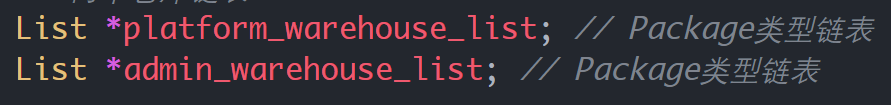 List *platform_warehouse_list; // Package类型链表
List *admin_warehouse_list; // Package类型链表